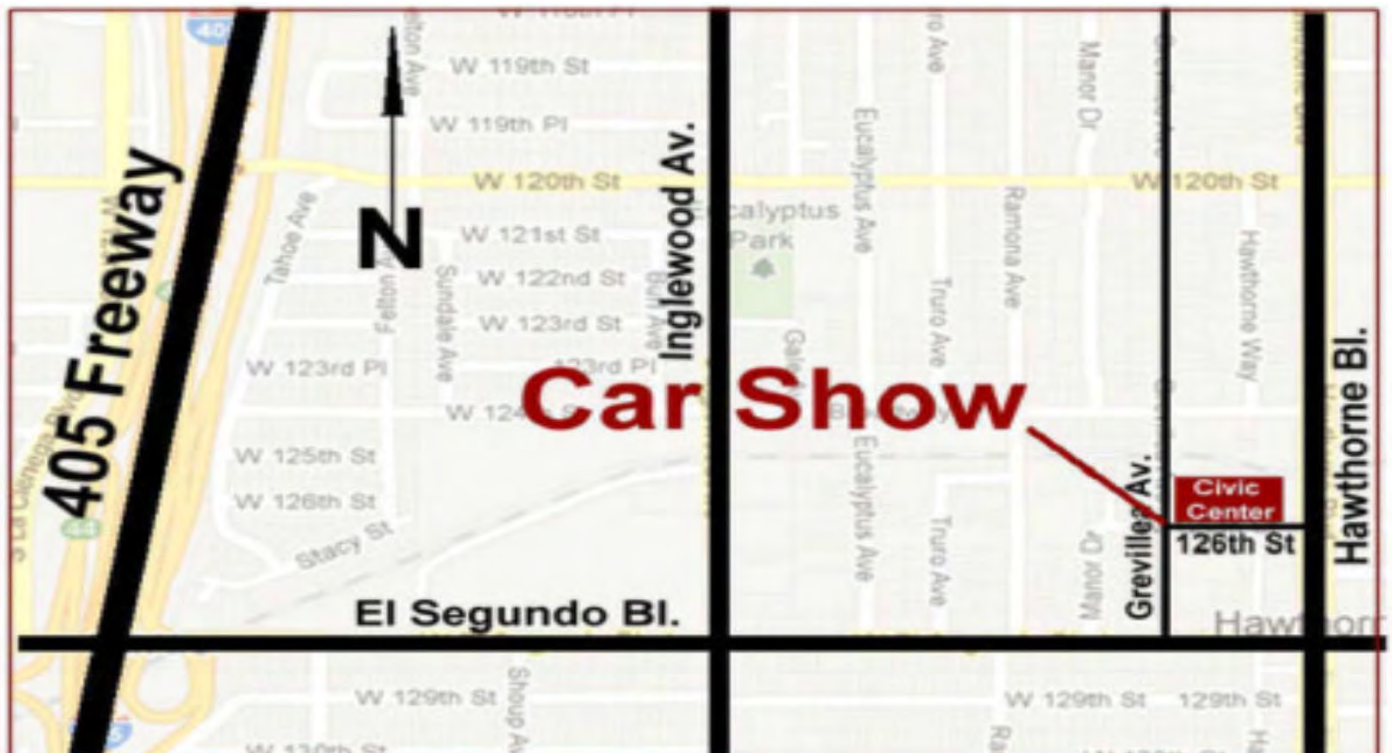 W 119th St
W 119th Pl
W 120th St
W 120th St
N
405 Freeway
Inglewood Av.
Eucalyptus Ave
Manor Dr
Tahoe Ave
W 121st St
W 122nd St
W 123rd St
W 123rd Pl
123rd Pl
Sundale Ave
Park
Truro Ave
Ramona Ave
Hawthorne Way
Hawthorne Bl.
Car Show
W 125th St
W 126th St
Stacy St
Eucalyptus Ave
Truro Ave
Manor Dr
Grevillea Av.
Civic
Center
126th St
El Segundo Bl.
W 129th St
W 129th St
129th St